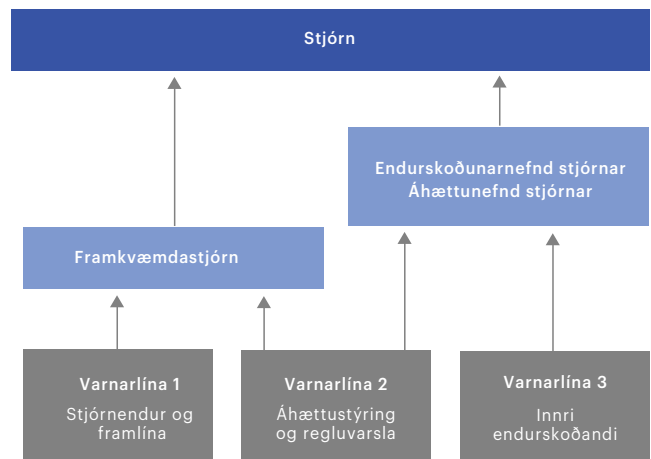 Stjórn
Endurskoðunarnefnd stjórnar
Áhættunefnd stjórnar
Framkvæmdastjórn
Varnarlína 1
Stjórnendur og
framlína
Varnarlína 2
Áhættustýring
og regluvarsla
Varnarlína 3
Innri
endurskoðandi